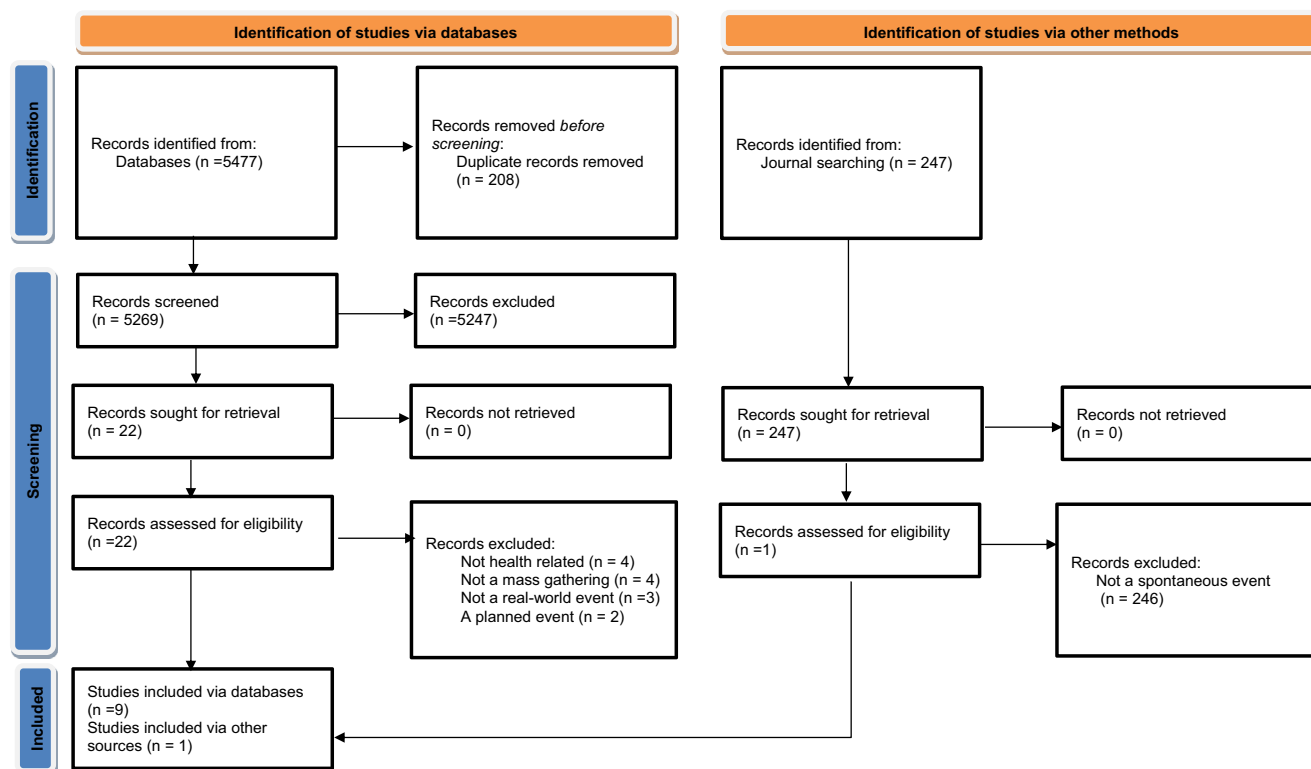 Identification of studies via databases
Identification of studies via other methods
Identification
Records identified from:
Databases (n =5477)
Records removed before
screening:
Duplicate records removed
(n = 208)
Records identified from:
Journal searching (n = 247)
Screening
Records screened
(n = 5269)
Records excluded
(n =5247)
Records sought for retrieval
(n = 22)
Records not retrieved
(n = 0)
Records sought for retrieval
(n = 247)
Records not retrieved
(n = 0)
Records assessed for eligibility
(n =22)
Records excluded:
Not health related (n = 4)
Not a mass gathering (n = 4)
Not a real-world event (n =3)
A planned event (n = 2)
Records assessed for eligibility
(n =1)
Records excluded:
Not a spontaneous event
(n = 246)
Included
Studies included via databases
(n =9)
Studies included via other
sources (n = 1)